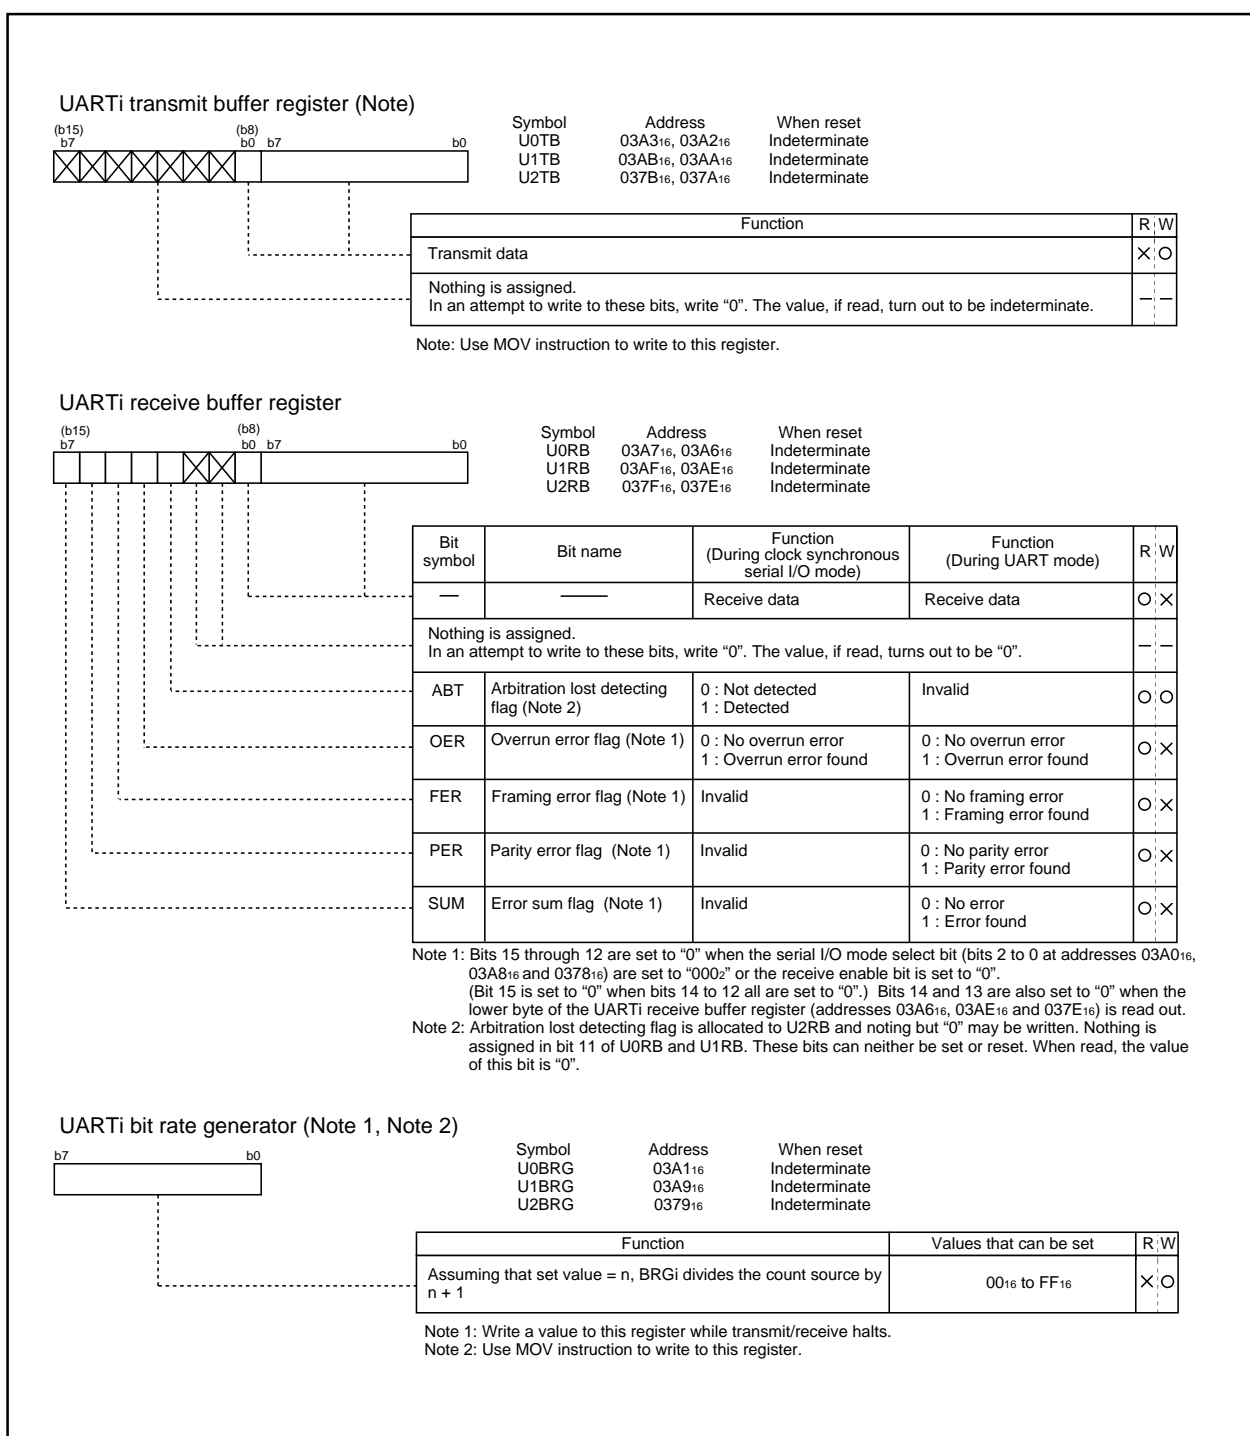 UARTi transmit buffer register (Note)
(b15) (b8)
b7 b0 b7 b0
Symbol Address When reset
U0TB 03A3₁₆, 03A2₁₆ Indeterminate
U1TB 03AB₁₆, 03AA₁₆ Indeterminate
U2TB 037B₁₆, 037A₁₆ Indeterminate
Function R W
Transmit data
Nothing is assigned.
In an attempt to write to these bits, write “0”. The value, if read, turn out to be indeterminate.
Note: Use MOV instruction to write to this register.
UARTi receive buffer register
(b15) (b8)
b7 b0 b7 b0
Symbol Address When reset
U0RB 03A7₁₆, 03A6₁₆ Indeterminate
U1RB 03AF₁₆, 03AE₁₆ Indeterminate
U2RB 037F₁₆, 037E₁₆ Indeterminate
Bit symbol Bit name Function (During clock synchronous serial I/O mode) Function (During UART mode) R W
Receive data Receive data
Nothing is assigned.
In an attempt to write to these bits, write “0”. The value, if read, turns out to be “0”.
ABT Arbitration lost detecting flag (Note 2) 0 : Not detected 1 : Detected Invalid
OER Overrun error flag (Note 1) 0 : No overrun error 1 : Overrun error found 0 : No overrun error 1 : Overrun error found
FER Framing error flag (Note 1) Invalid 0 : No framing error 1 : Framing error found
PER Parity error flag (Note 1) Invalid 0 : No parity error 1 : Parity error found
SUM Error sum flag (Note 1) Invalid 0 : No error 1 : Error found
Note 1: Bits 15 through 12 are set to “0” when the serial I/O mode select bit (bits 2 to 0 at addresses 03A0₁₆,
03A8₁₆ and 0378₁₆) are set to “000₂” or the receive enable bit is set to “0”.
(Bit 15 is set to “0” when bits 14 to 12 all are set to “0”.) Bits 14 and 13 are also set to “0” when the
lower byte of the UARTi receive buffer register (addresses 03A6₁₆, 03AE₁₆ and 037E₁₆) is read out.
Note 2: Arbitration lost detecting flag is allocated to U2RB and noting but “0” may be written. Nothing is
assigned in bit 11 of U0RB and U1RB. These bits can neither be set or reset. When read, the value
of this bit is “0”.
UARTi bit rate generator (Note 1, Note 2)
b7 b0
Symbol Address When reset
U0BRG 03A1₁₆ Indeterminate
U1BRG 03A9₁₆ Indeterminate
U2BRG 0379₁₆ Indeterminate
Function Values that can be set R W
Assuming that set value = n, BRGi divides the count source by
n + 1 00₁₆ to FF₁₆
Note 1: Write a value to this register while transmit/receive halts.
Note 2: Use MOV instruction to write to this register.